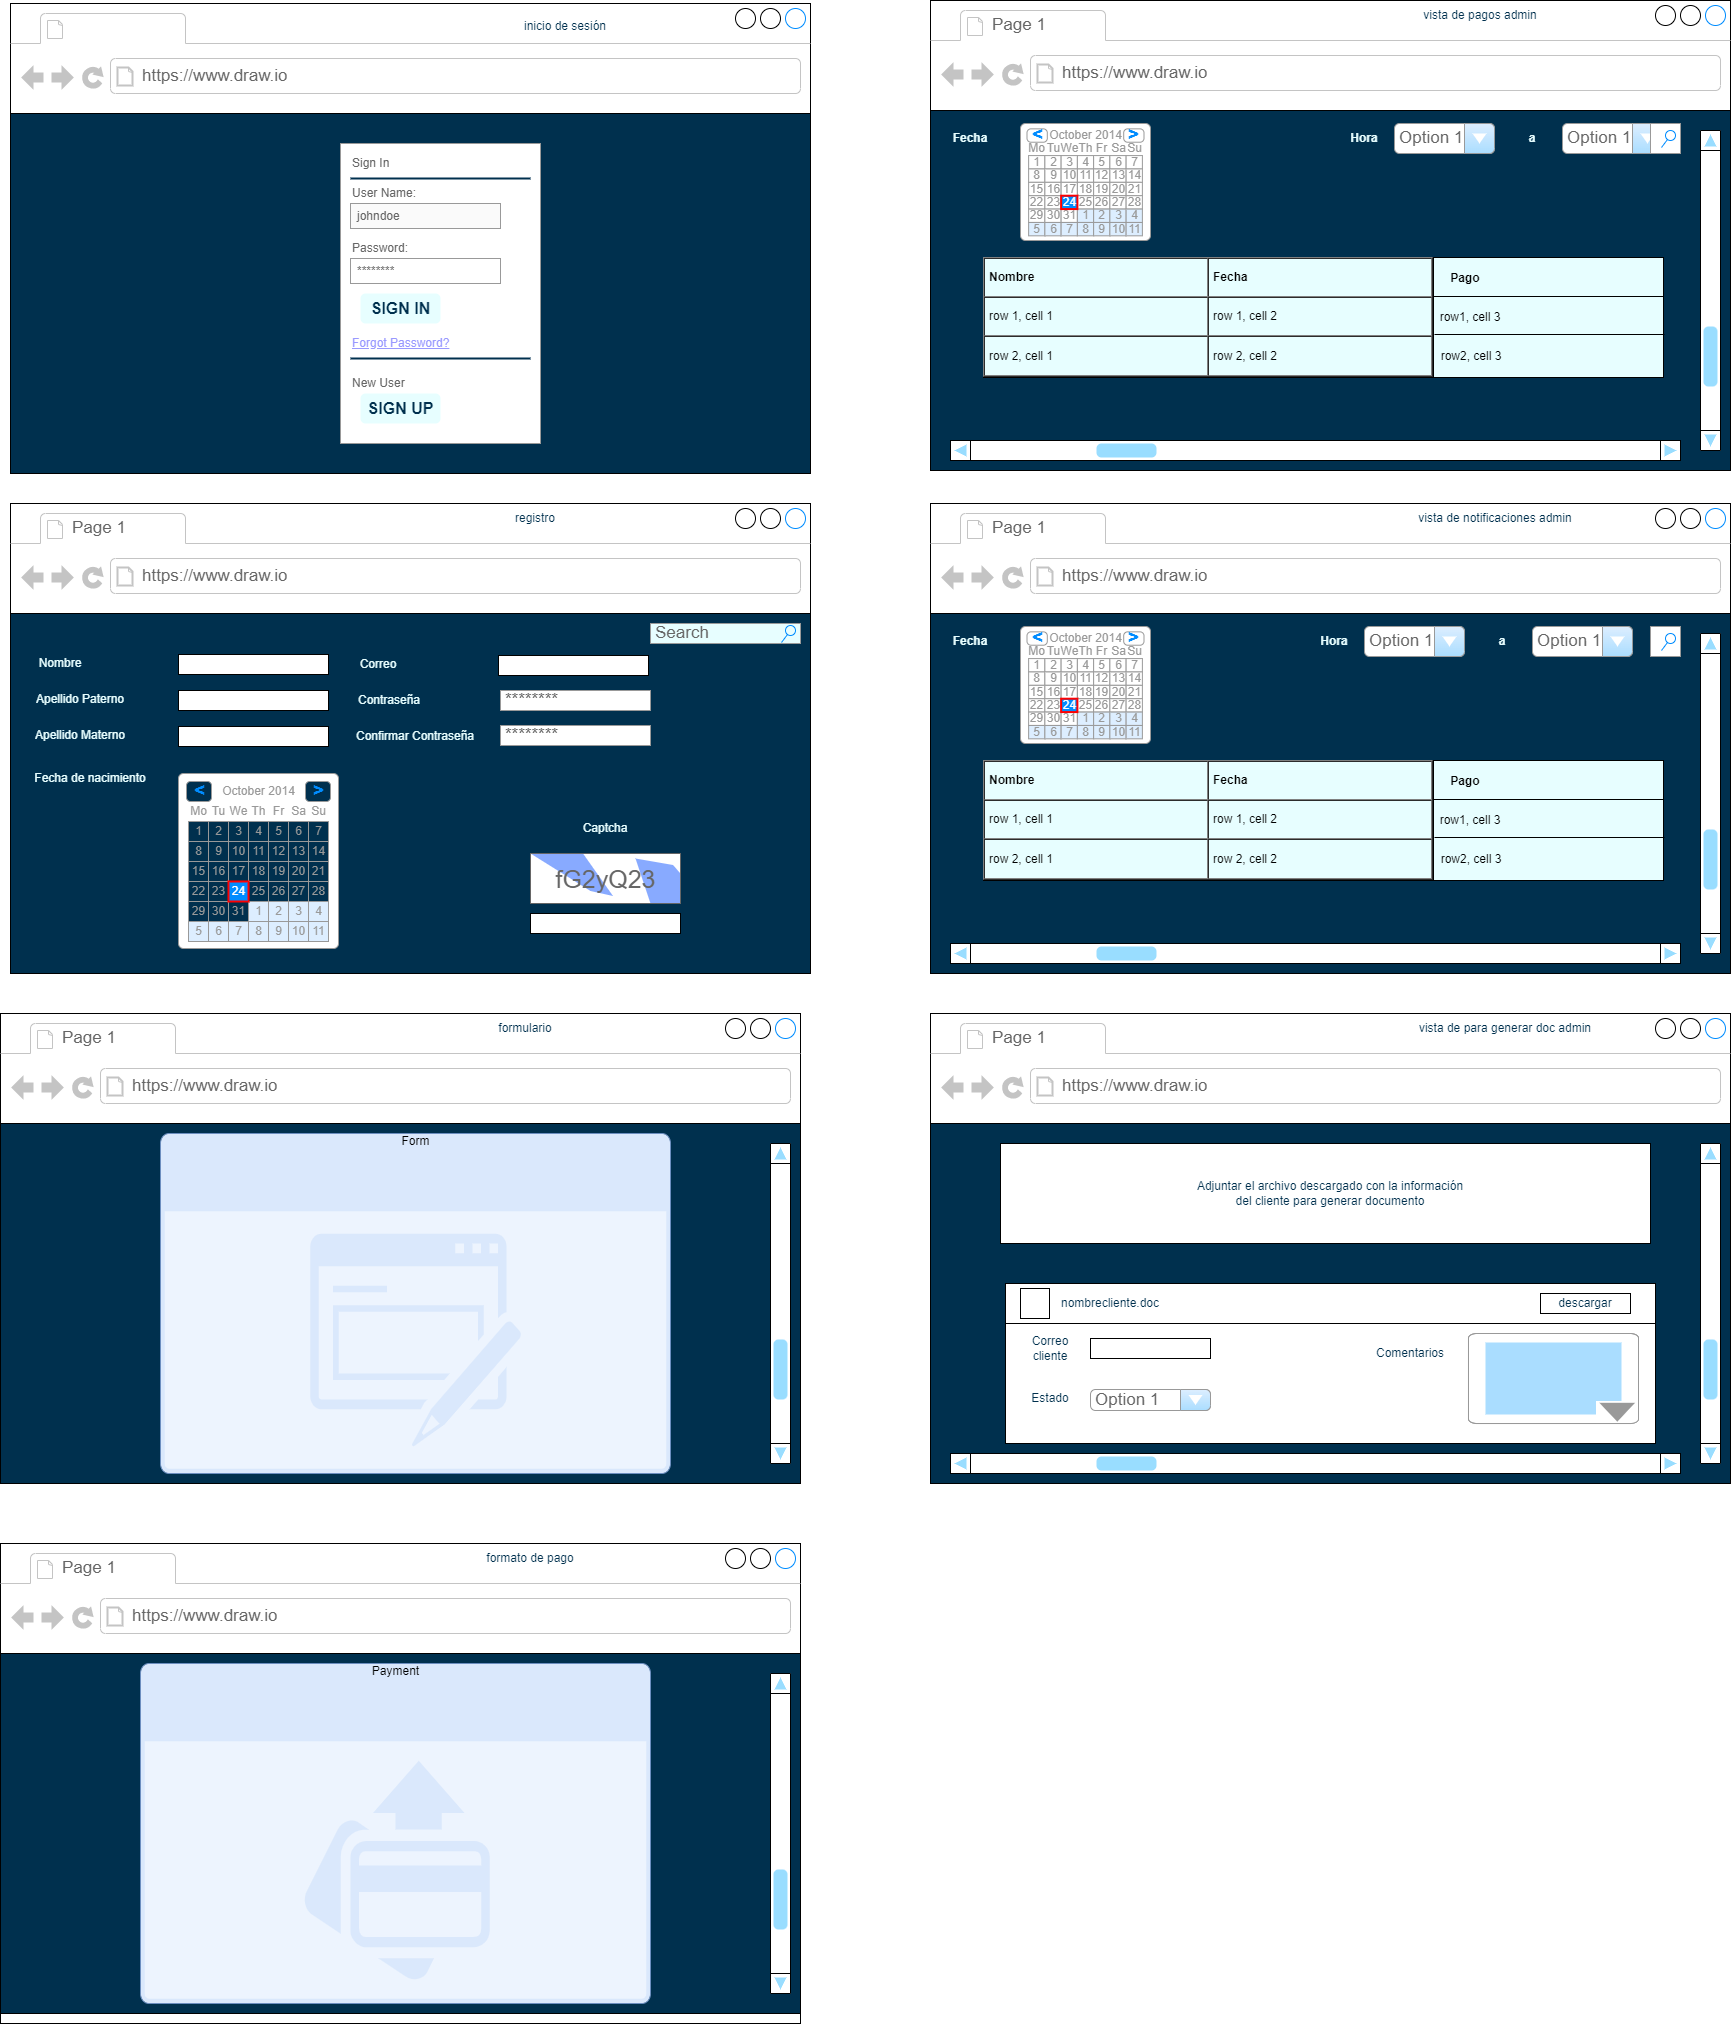 inicio de sesión
https://www.draw.io
Sign In
User Name:
johndoe
Password:
********
SIGN IN
Forgot Password?
New User
SIGN UP
vista de pagos admin
Page 1
https://www.draw.io
Fecha
< October 2014 >
Mo Tu We Th Fr Sa Su
1 2 3 4 5 6 7
8 9 10 11 12 13 14
15 16 17 18 19 20 21
22 23 24 25 26 27 28
29 30 31 1 2 3 4
5 6 7 8 9 10 11
Hora Option 1 a Option 1
Nombre Fecha Pago
row 1, cell 1 row 1, cell 2 row1, cell 3
row 2, cell 1 row 2, cell 2 row2, cell 3
registro
Page 1
https://www.draw.io
Search
Nombre Correo
Apellido Paterno Contraseña ********
Apellido Materno Confirmar Contraseña ********
Fecha de nacimiento
< October 2014 >
Mo Tu We Th Fr Sa Su
1 2 3 4 5 6 7
8 9 10 11 12 13 14
15 16 17 18 19 20 21
22 23 24 25 26 27 28
29 30 31 1 2 3 4
5 6 7 8 9 10 11
Captcha
fG2yQ23
vista de notificaciones admin
Page 1
https://www.draw.io
Fecha
< October 2014 >
Mo Tu We Th Fr Sa Su
1 2 3 4 5 6 7
8 9 10 11 12 13 14
15 16 17 18 19 20 21
22 23 24 25 26 27 28
29 30 31 1 2 3 4
5 6 7 8 9 10 11
Hora Option 1 a Option 1
Nombre Fecha Pago
row 1, cell 1 row 1, cell 2 row1, cell 3
row 2, cell 1 row 2, cell 2 row2, cell 3
formulario
Page 1
https://www.draw.io
Form
vista de para generar doc admin
Page 1
https://www.draw.io
Adjuntar el archivo descargado con la información
del cliente para generar documento
nombrecliente.doc descargar
Correo
cliente
Comentarios
Estado Option 1
formato de pago
Page 1
https://www.draw.io
Payment